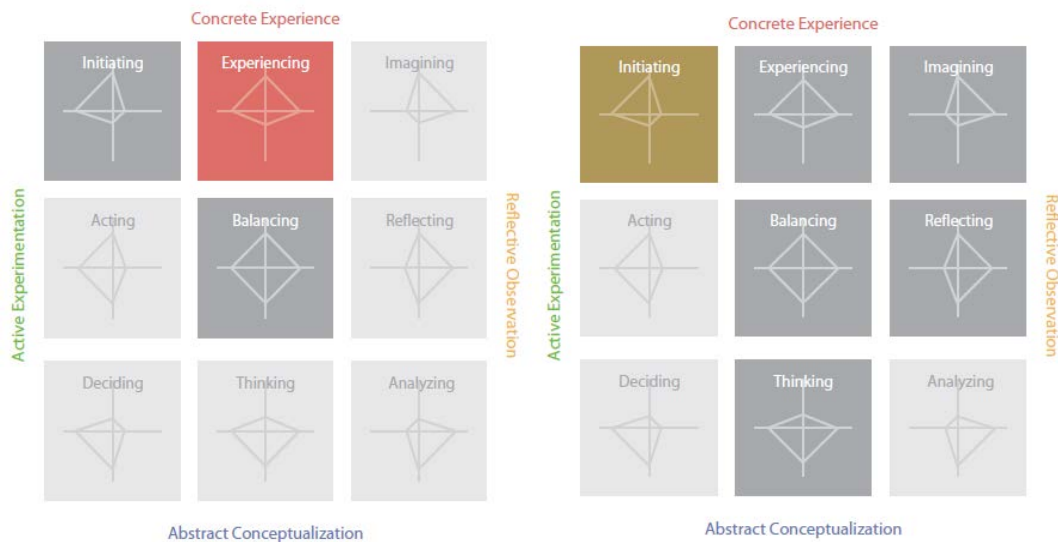 Concrete Experience
Initiating
Experiencing
Imagining
Active Experimentation
Acting
Balancing
Reflecting
Reflective Observation
Deciding
Thinking
Analyzing
Abstract Conceptualization
Concrete Experience
Initiating
Experiencing
Imagining
Active Experimentation
Acting
Balancing
Reflecting
Reflective Observation
Deciding
Thinking
Analyzing
Abstract Conceptualization